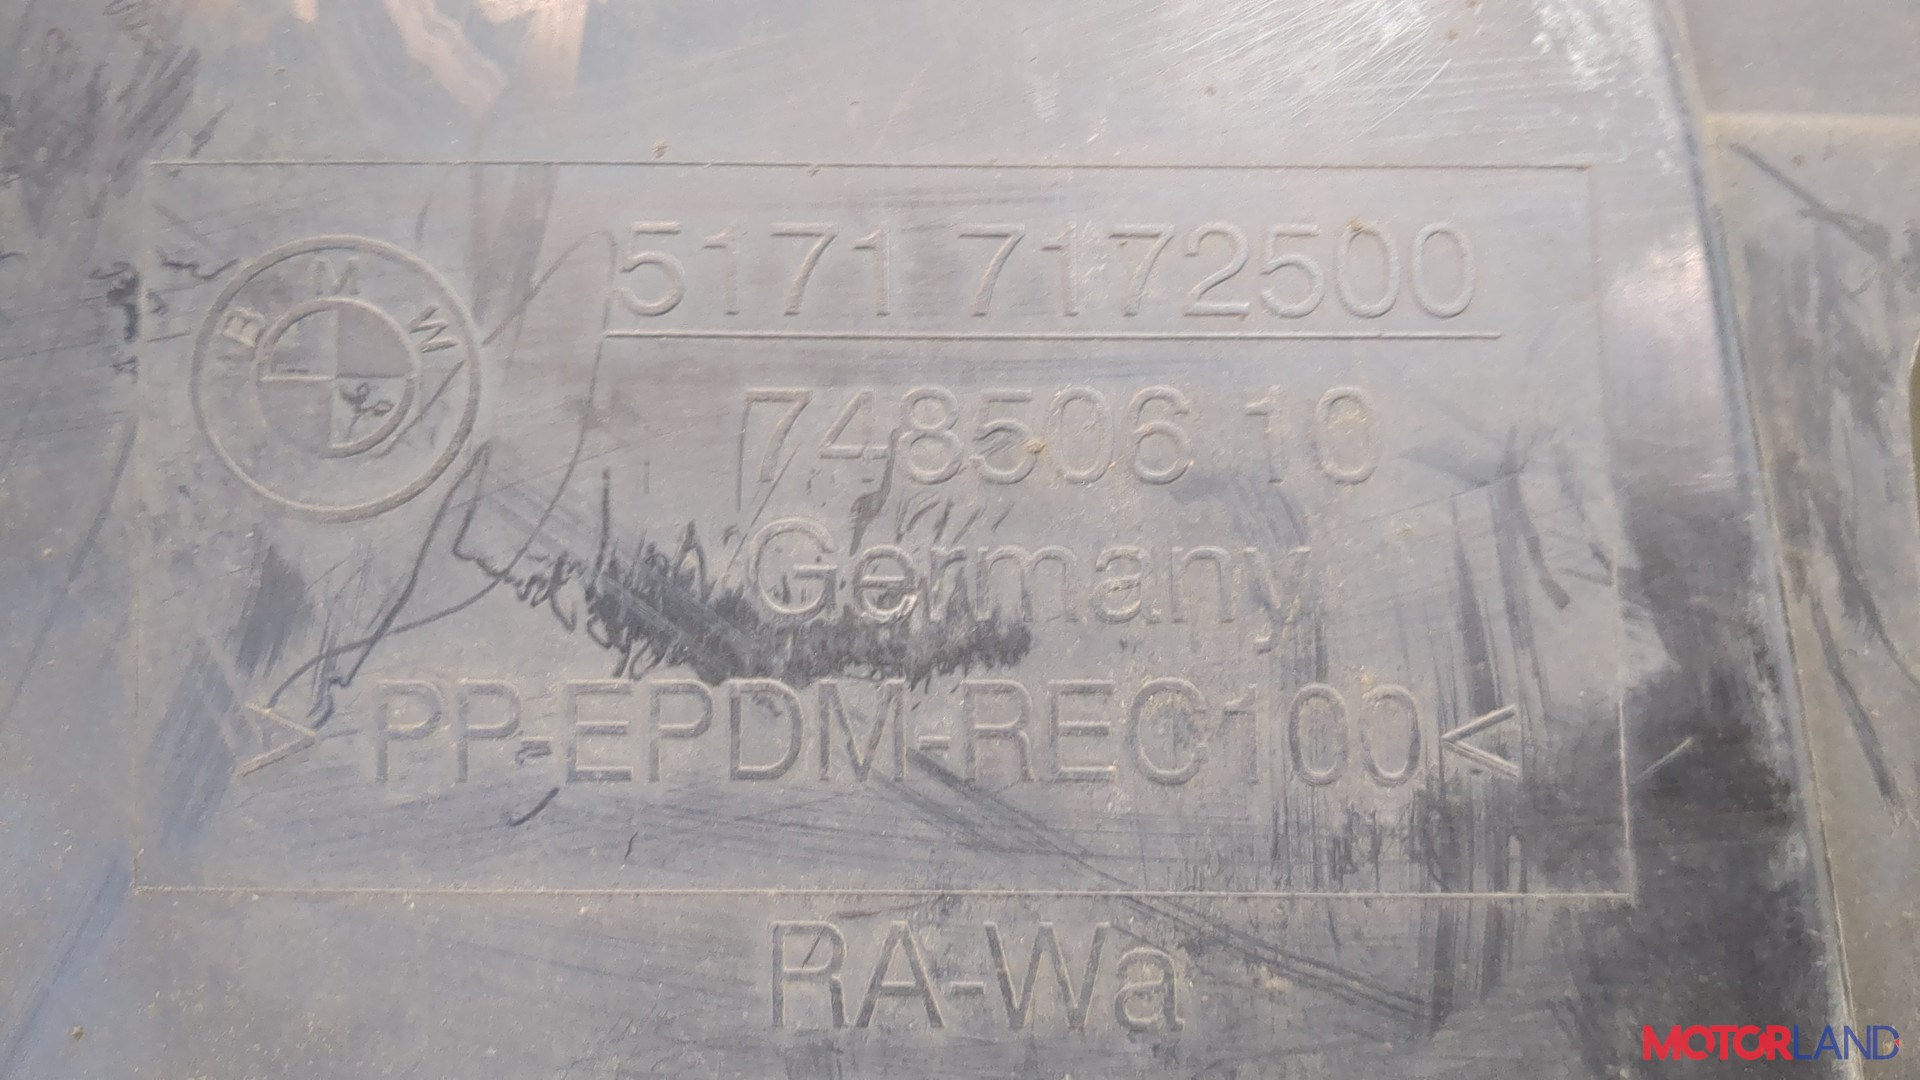 BMW
5171 7172500
748506 10
Germany
>PP-EPDM-REC100<
RA-Wa
MOTORLAND